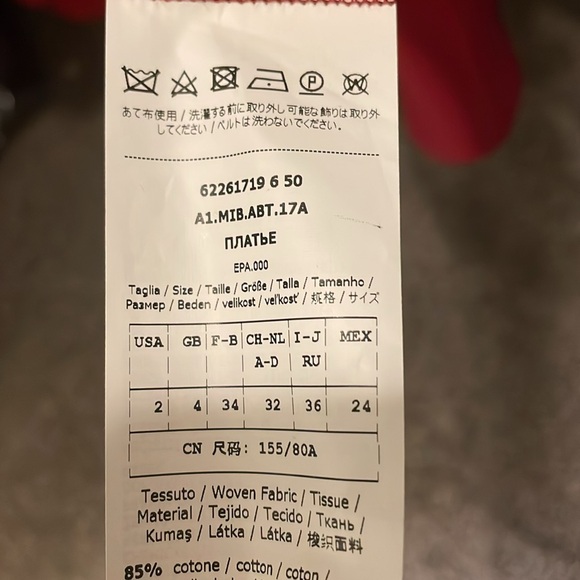 P W
あて布使用 / 洗濯する前に取り外し可能な飾りは取り外
してください / ベルトは洗わないでください。
62261719 6 50
A1.MIB.ABT.17A
ПЛАТЬЕ
EPA.000
Taglia / Size / Taille / Größe / Talla / Tamanho /
Размер / Beden / velikost / veľkosť / 规格 / サイズ
USA GB F-B CH-NL I-J MEX
A-D RU
2 4 34 32 36 24
CN 尺码: 155/80A
Tessuto / Woven Fabric / Tissue /
Material / Tejido / Tecido / Ткань /
Kumaş / Látka / Látka / 梭织面料
85% cotone / cotton / coton /